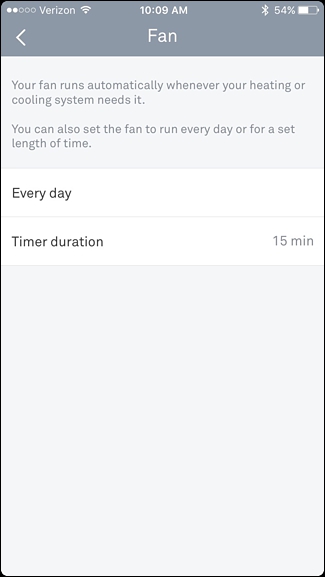 Verizon 10:09 AM 54%
Fan
Your fan runs automatically whenever your heating or
cooling system needs it.
You can also set the fan to run every day or for a set
length of time.
Every day
Timer duration 15 min